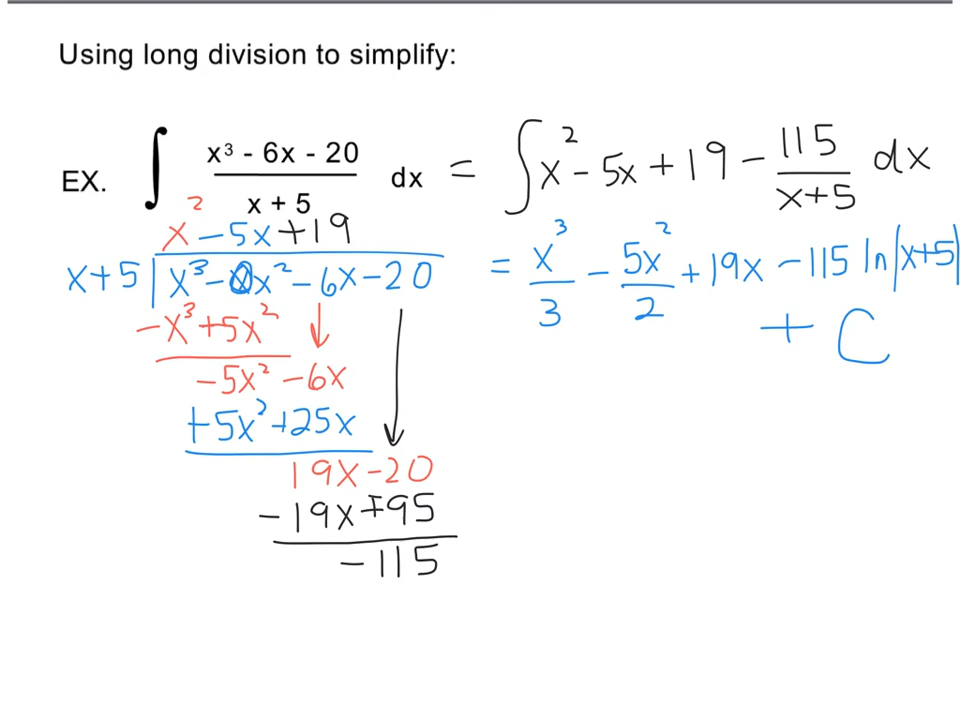 Using long division to simplify:
EX. ∫ (x³ - 6x - 20)/(x + 5) dx = ∫ x² - 5x + 19 - 115/(x+5) dx
x² - 5x + 19
x+5 | x³ - 0x² - 6x - 20
= x³/3 - 5x²/2 + 19x - 115 ln|x+5|
+ C
-x³ + 5x²
-5x² - 6x
+5x² + 25x
19x - 20
-19x + 95
-115